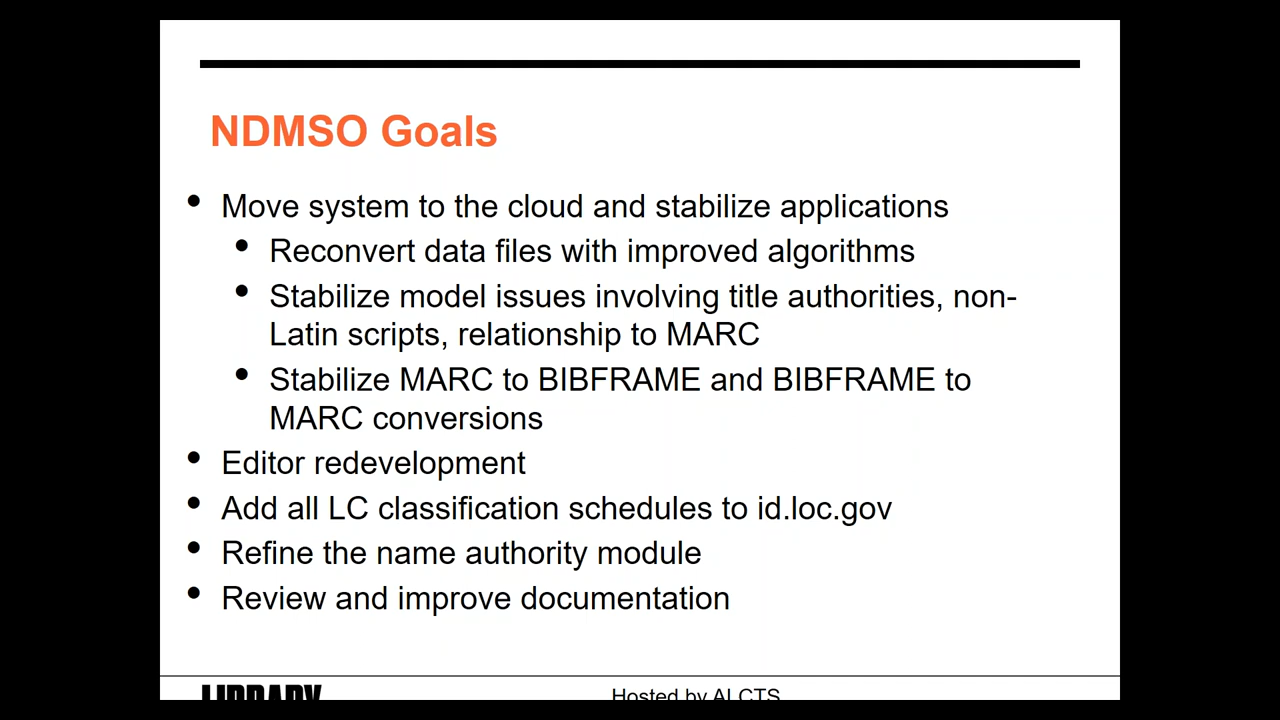 NDMSO Goals
• Move system to the cloud and stabilize applications
• Reconvert data files with improved algorithms
• Stabilize model issues involving title authorities, non-
Latin scripts, relationship to MARC
• Stabilize MARC to BIBFRAME and BIBFRAME to
MARC conversions
• Editor redevelopment
• Add all LC classification schedules to id.loc.gov
• Refine the name authority module
• Review and improve documentation
LIBRARY
Hosted by ALCTS